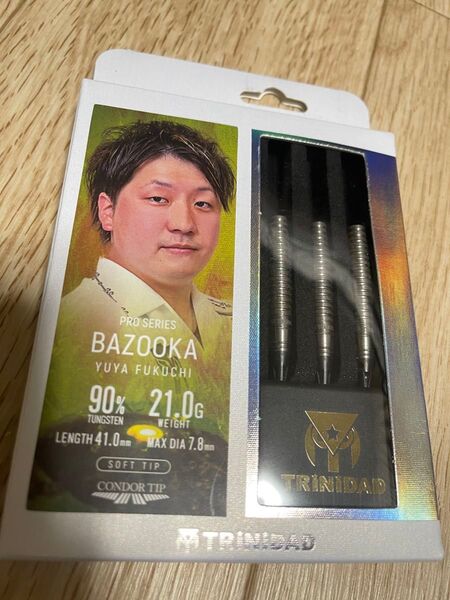 PRO SERIES
BAZOOKA
YUYA FUKUCHI
90% 21.0G
TUNGSTEN WEIGHT
LENGTH 41.0mm MAX DIA 7.8mm
SOFT TIP
CONDOR TIP
TRiNiDAD
TRiNiDAD